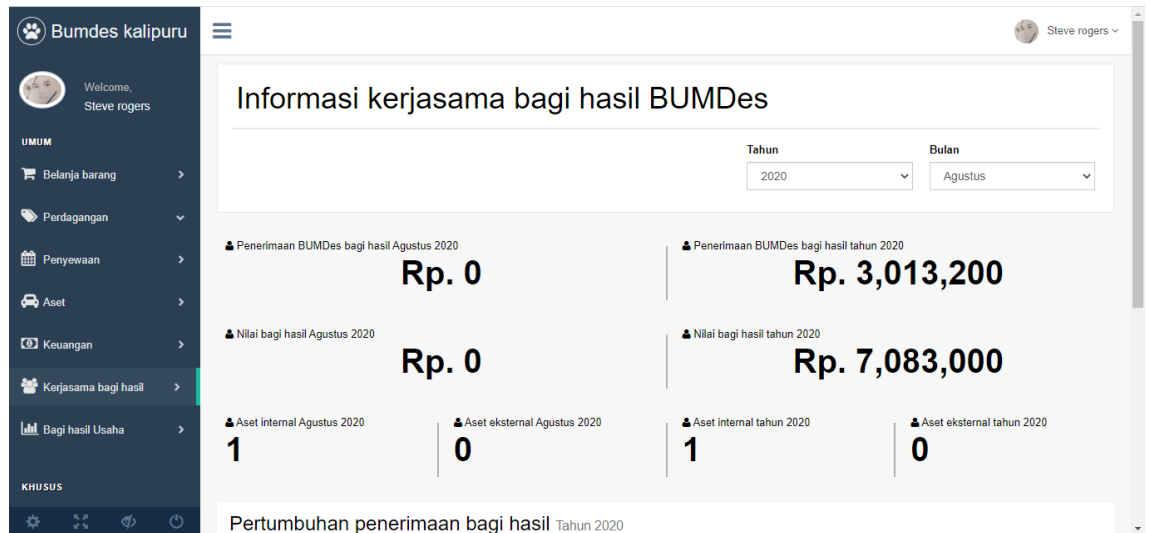 Bumdes kalipuru
Steve rogers
Welcome,
Steve rogers
UMUM
Belanja barang
Perdagangan
Penyewaan
Aset
Keuangan
Kerjasama bagi hasil
Bagi hasil Usaha
KHUSUS
Informasi kerjasama bagi hasil BUMDes
Tahun Bulan
2020 Agustus
Penerimaan BUMDes bagi hasil Agustus 2020
Rp. 0
Penerimaan BUMDes bagi hasil tahun 2020
Rp. 3,013,200
Nilai bagi hasil Agustus 2020
Rp. 0
Nilai bagi hasil tahun 2020
Rp. 7,083,000
Aset internal Agustus 2020
1
Aset eksternal Agustus 2020
0
Aset internal tahun 2020
1
Aset eksternal tahun 2020
0
Pertumbuhan penerimaan bagi hasil Tahun 2020